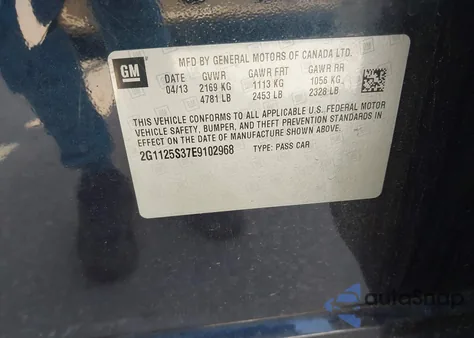 GM
MFD BY GENERAL MOTORS OF CANADA LTD.
DATE GVWR GAWR FRT GAWR RR
04/13 2169 KG 1113 KG 1056 KG
4781 LB 2453 LB 2328 LB
THIS VEHICLE CONFORMS TO ALL APPLICABLE U.S. FEDERAL MOTOR
VEHICLE SAFETY, BUMPER, AND THEFT PREVENTION STANDARDS IN
EFFECT ON THE DATE OF MANUFACTURE SHOWN ABOVE.
2G1125S37E9102968 TYPE: PASS CAR
autoSnap